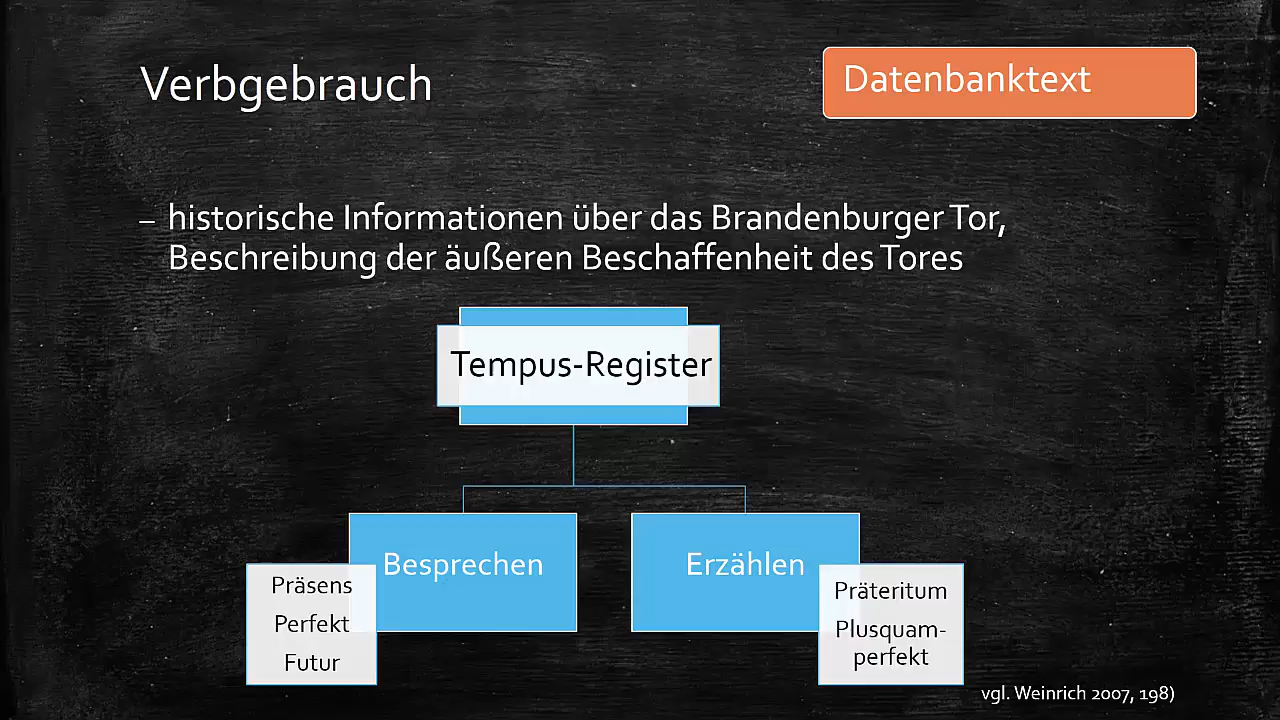 Verbgebrauch
Datenbanktext
– historische Informationen über das Brandenburger Tor,
Beschreibung der äußeren Beschaffenheit des Tores
Tempus-Register
Besprechen
Präsens
Perfekt
Futur
Erzählen
Präteritum
Plusquam-
perfekt
vgl. Weinrich 2007, 198)